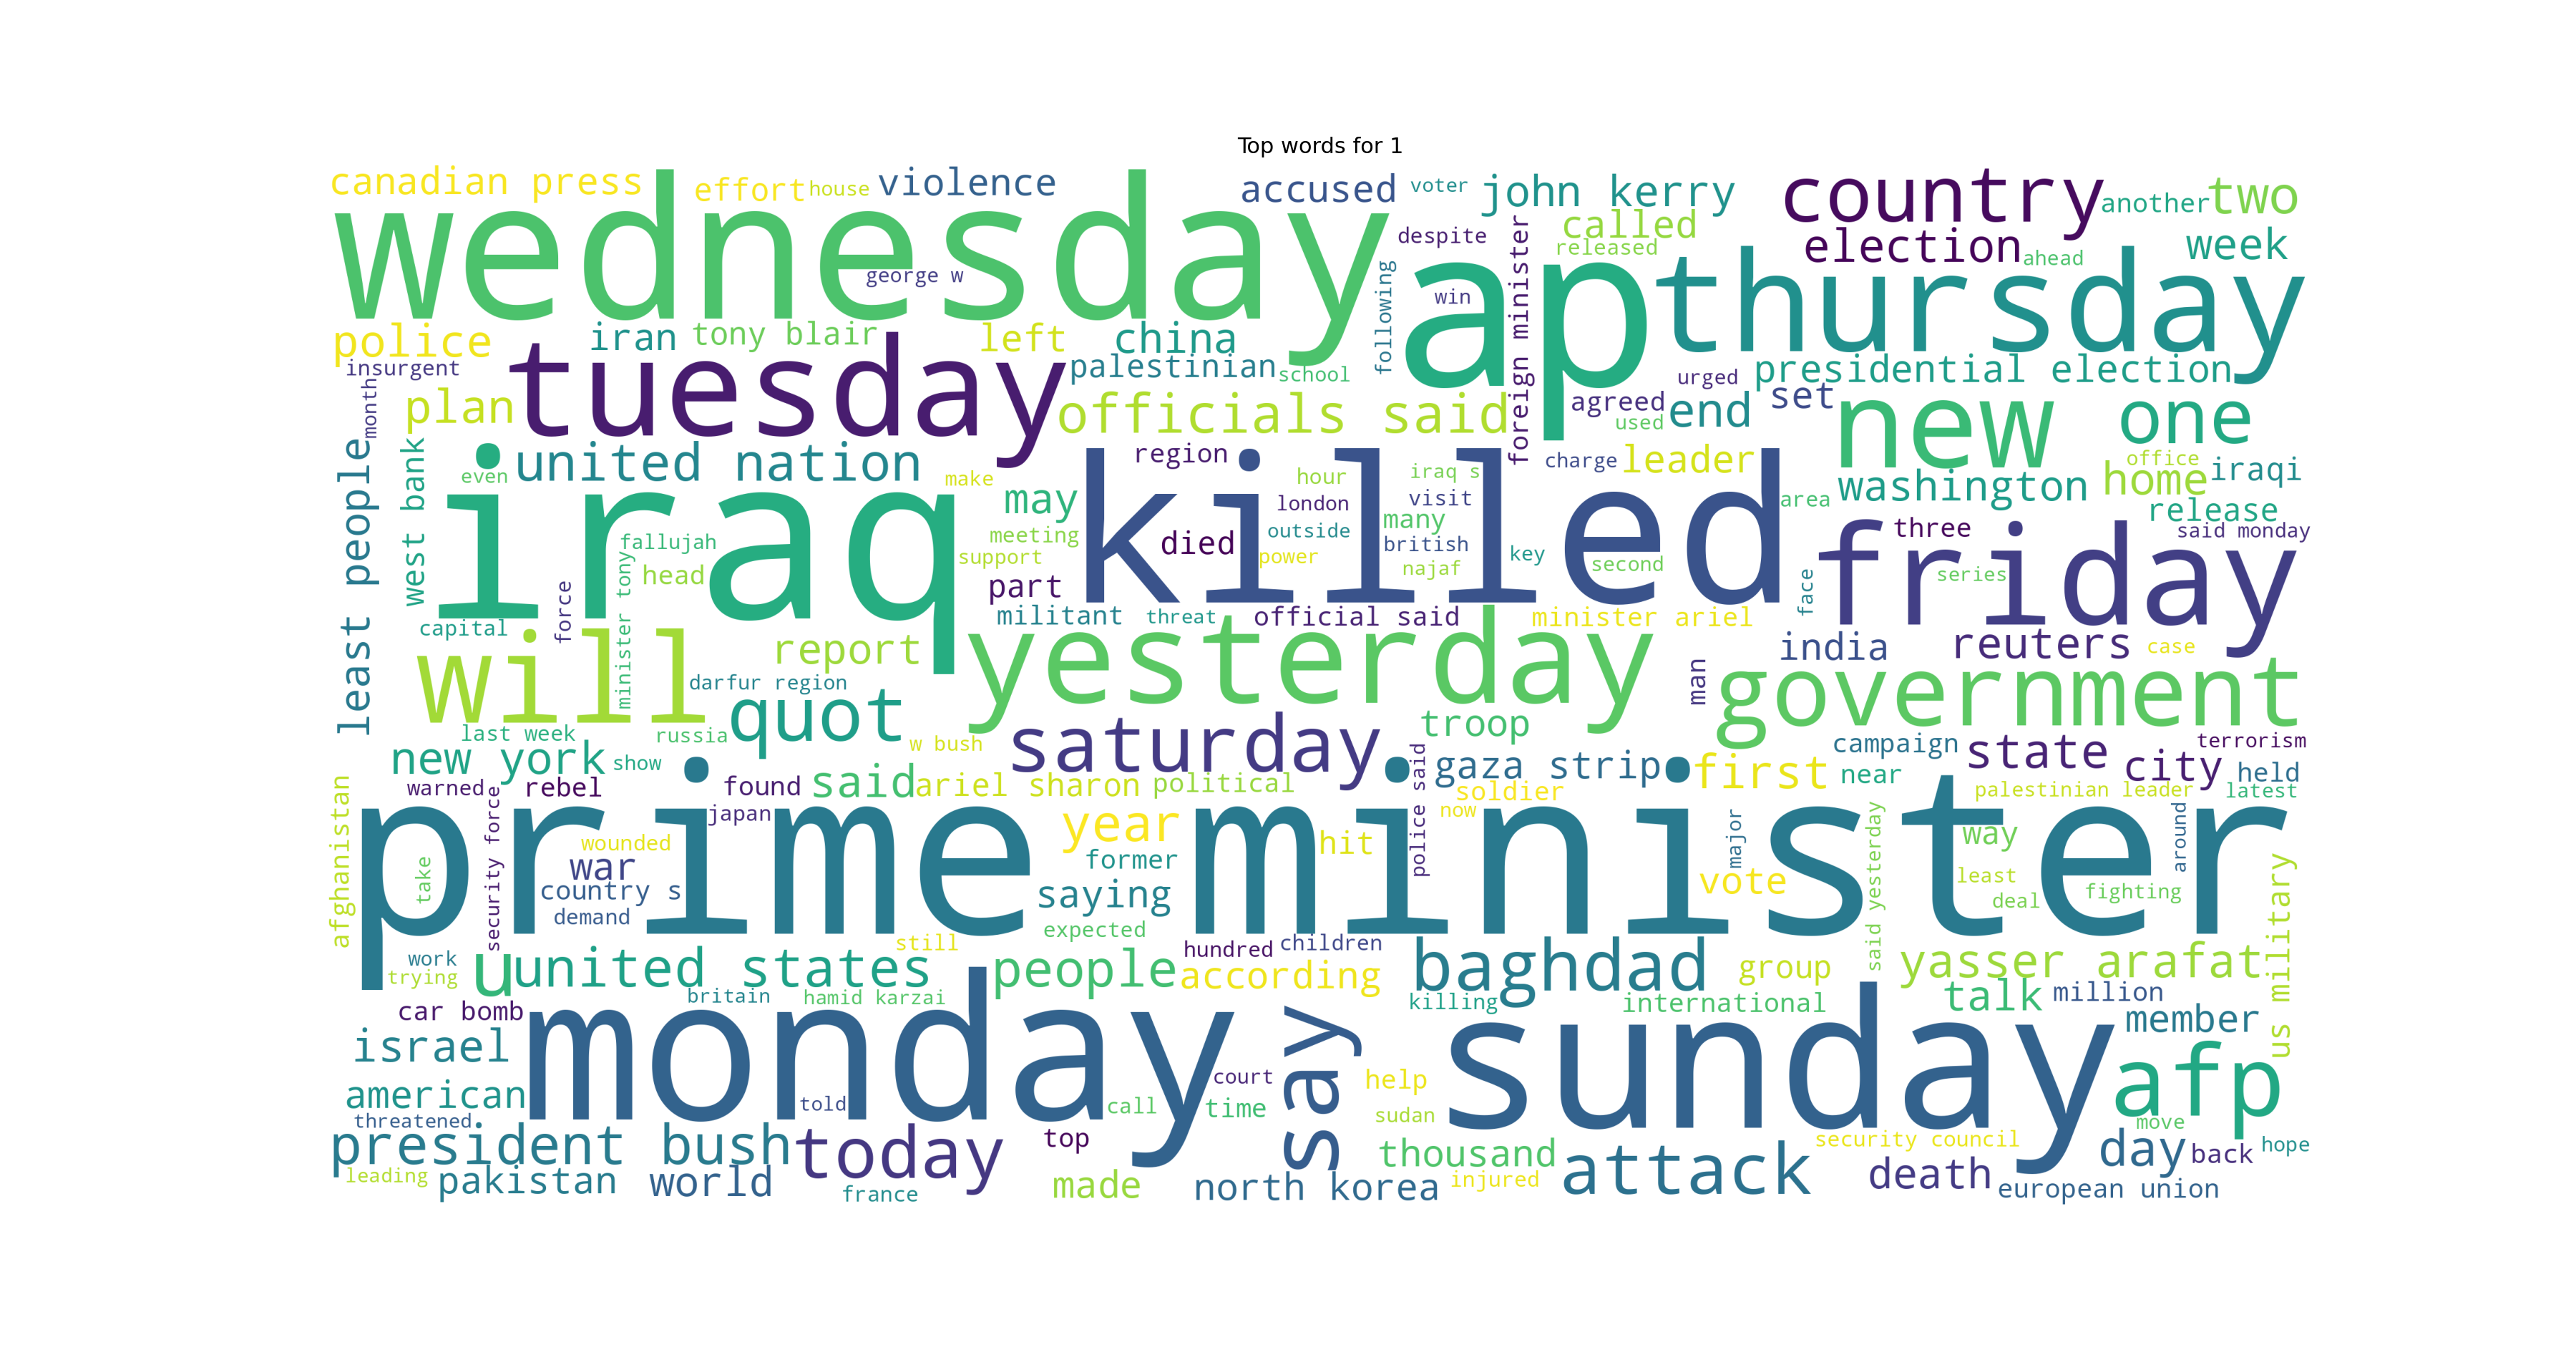 Top words for 1
canadian press
effort
house
violence
accused
voter
john kerry
country
another
two
wednesday
george w
despite
called
released
election
ahead
week
following
win
foreign minister
ap
thursday
police
iran
tony blair
left
china
insurgent
month
tuesday
palestinian
school
urged
presidential election
plan
officials said
agreed
used
end
set
new
one
least people
west bank
united nation
even
make
region
hour
iraq s
charge
leader
office
home
iraqi
iraq
may
killed
london
visit
area
washington
release
meeting
died
outside
many
three
said monday
fallujah
support
power
british
key
friday
force
minister tony
head
part
najaf
second
face
series
capital
militant
threat
official said
minister ariel
will
report
yesterday
india
reuters
case
darfur region
quot
man
government
last week
russia
w bush
saturday
troop
campaign
state
terrorism
new york
show
police said
gaza strip
first
near
city
held
afghanistan
warned
rebel
found
said
ariel sharon
political
soldier
palestinian leader
latest
security force
japan
now
prime minister
wounded
year
hit
major
said yesterday
way
around
take
war
former
vote
least
country s
saying
deal
fighting
demand
expected
us military
still
hundred
children
work
trying
u
united states
people
according
baghdad
group
yasser arafat
britain
hamid karzai
killing
international
talk
million
car bomb
member
israel
monday
say
sunday
afp
american
told
court
call
time
help
sudan
threatened
move
president bush
today
top
thousand
security council
day
back
hope
leading
pakistan
world
france
made
north korea
injured
attack
death
european union